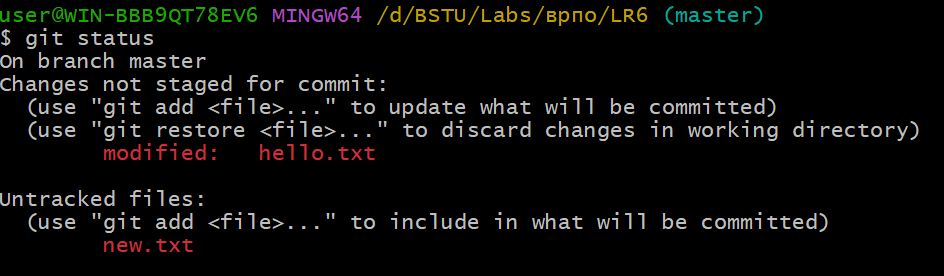 user@WIN-BBB9QT78EV6 MINGW64 /d/BSTU/Labs/врпо/LR6 (master)
$ git status
On branch master
Changes not staged for commit:
  (use "git add <file>..." to update what will be committed)
  (use "git restore <file>..." to discard changes in working directory)
        modified:   hello.txt

Untracked files:
  (use "git add <file>..." to include in what will be committed)
        new.txt